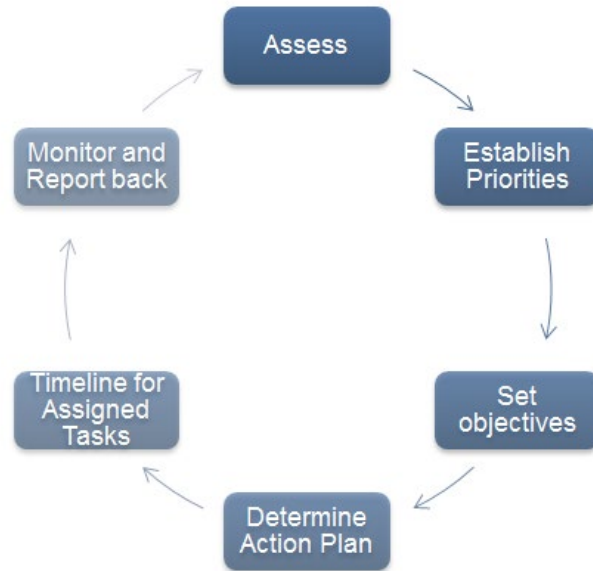 Assess
Establish
Priorities
Set
objectives
Determine
Action Plan
Timeline for
Assigned
Tasks
Monitor and
Report back